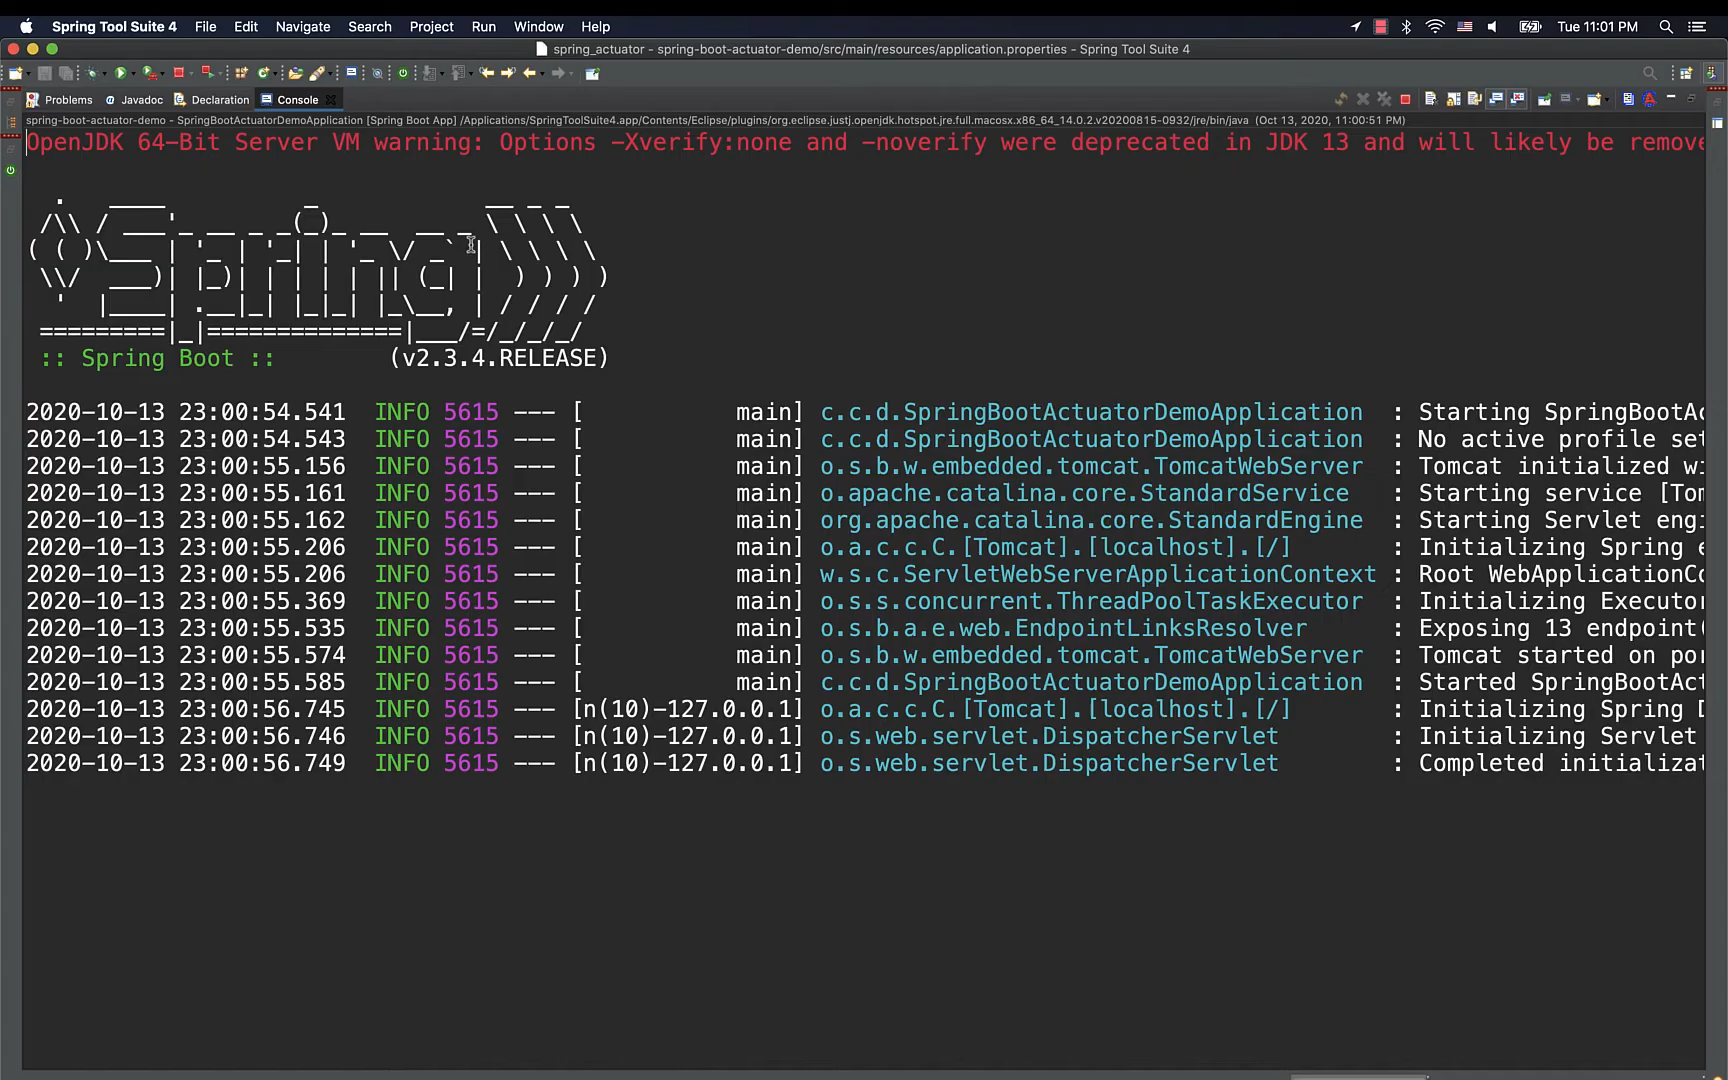 Spring Tool Suite 4 File Edit Navigate Search Project Run Window Help Tue 11:01 PM
spring_actuator - spring-boot-actuator-demo/src/main/resources/application.properties - Spring Tool Suite 4
Problems Javadoc Declaration Console
spring-boot-actuator-demo - SpringBootActuatorDemoApplication [Spring Boot App] /Applications/SpringToolSuite4.app/Contents/Eclipse/plugins/org.eclipse.justj.openjdk.hotspot.jre.full.macosx.x86_64_14.0.2.v20200815-0932/jre/bin/java (Oct 13, 2020, 11:00:51 PM)
OpenJDK 64-Bit Server VM warning: Options -Xverify:none and -noverify were deprecated in JDK 13 and will likely be remove
Spring
:: Spring Boot :: (v2.3.4.RELEASE)
2020-10-13 23:00:54.541 INFO 5615 --- [ main] c.c.d.SpringBootActuatorDemoApplication : Starting SpringBootAc
2020-10-13 23:00:54.543 INFO 5615 --- [ main] c.c.d.SpringBootActuatorDemoApplication : No active profile set
2020-10-13 23:00:55.156 INFO 5615 --- [ main] o.s.b.w.embedded.tomcat.TomcatWebServer : Tomcat initialized wi
2020-10-13 23:00:55.161 INFO 5615 --- [ main] o.apache.catalina.core.StandardService : Starting service [Tom
2020-10-13 23:00:55.162 INFO 5615 --- [ main] org.apache.catalina.core.StandardEngine : Starting Servlet engi
2020-10-13 23:00:55.206 INFO 5615 --- [ main] o.a.c.c.C.[Tomcat].[localhost].[/] : Initializing Spring e
2020-10-13 23:00:55.206 INFO 5615 --- [ main] w.s.c.ServletWebServerApplicationContext : Root WebApplicationCo
2020-10-13 23:00:55.369 INFO 5615 --- [ main] o.s.s.concurrent.ThreadPoolTaskExecutor : Initializing Executor
2020-10-13 23:00:55.535 INFO 5615 --- [ main] o.s.b.a.e.web.EndpointLinksResolver : Exposing 13 endpoint(
2020-10-13 23:00:55.574 INFO 5615 --- [ main] o.s.b.w.embedded.tomcat.TomcatWebServer : Tomcat started on por
2020-10-13 23:00:55.585 INFO 5615 --- [ main] c.c.d.SpringBootActuatorDemoApplication : Started SpringBootAct
2020-10-13 23:00:56.745 INFO 5615 --- [n(10)-127.0.0.1] o.a.c.c.C.[Tomcat].[localhost].[/] : Initializing Spring D
2020-10-13 23:00:56.746 INFO 5615 --- [n(10)-127.0.0.1] o.s.web.servlet.DispatcherServlet : Initializing Servlet
2020-10-13 23:00:56.749 INFO 5615 --- [n(10)-127.0.0.1] o.s.web.servlet.DispatcherServlet : Completed initializat